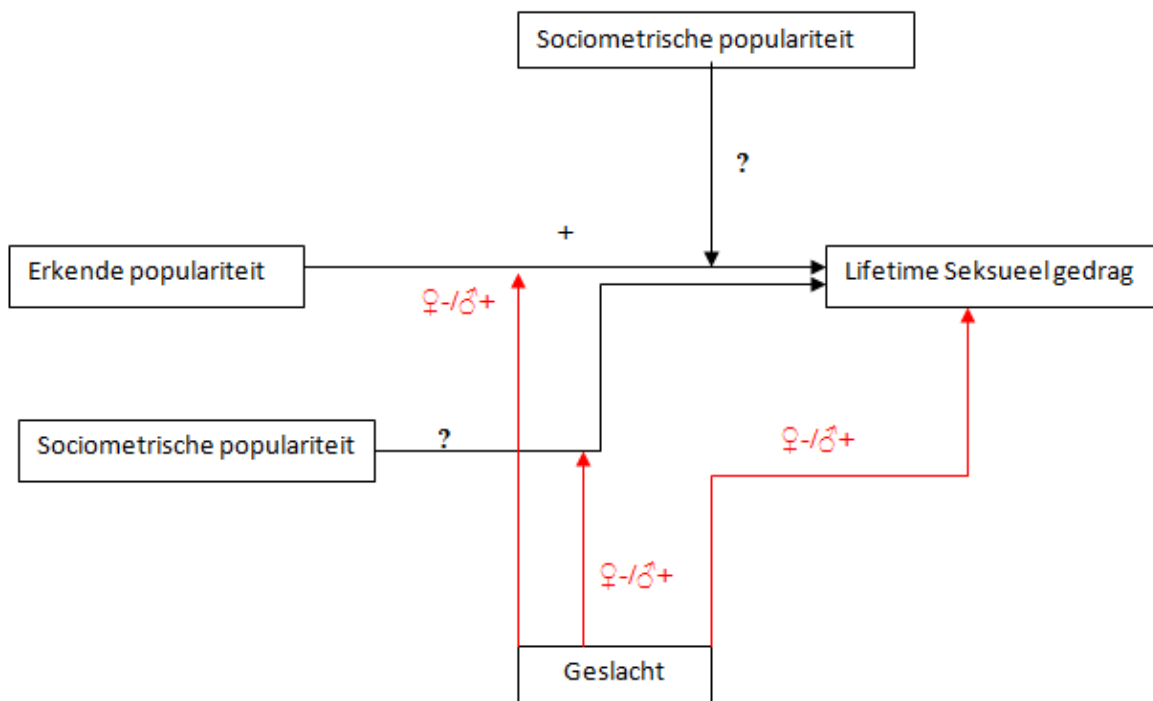 Sociometrische populariteit
?
+
Erkende populariteit
Lifetime Seksueel gedrag
♀-/♂+
Sociometrische populariteit
?
♀-/♂+
♀-/♂+
Geslacht